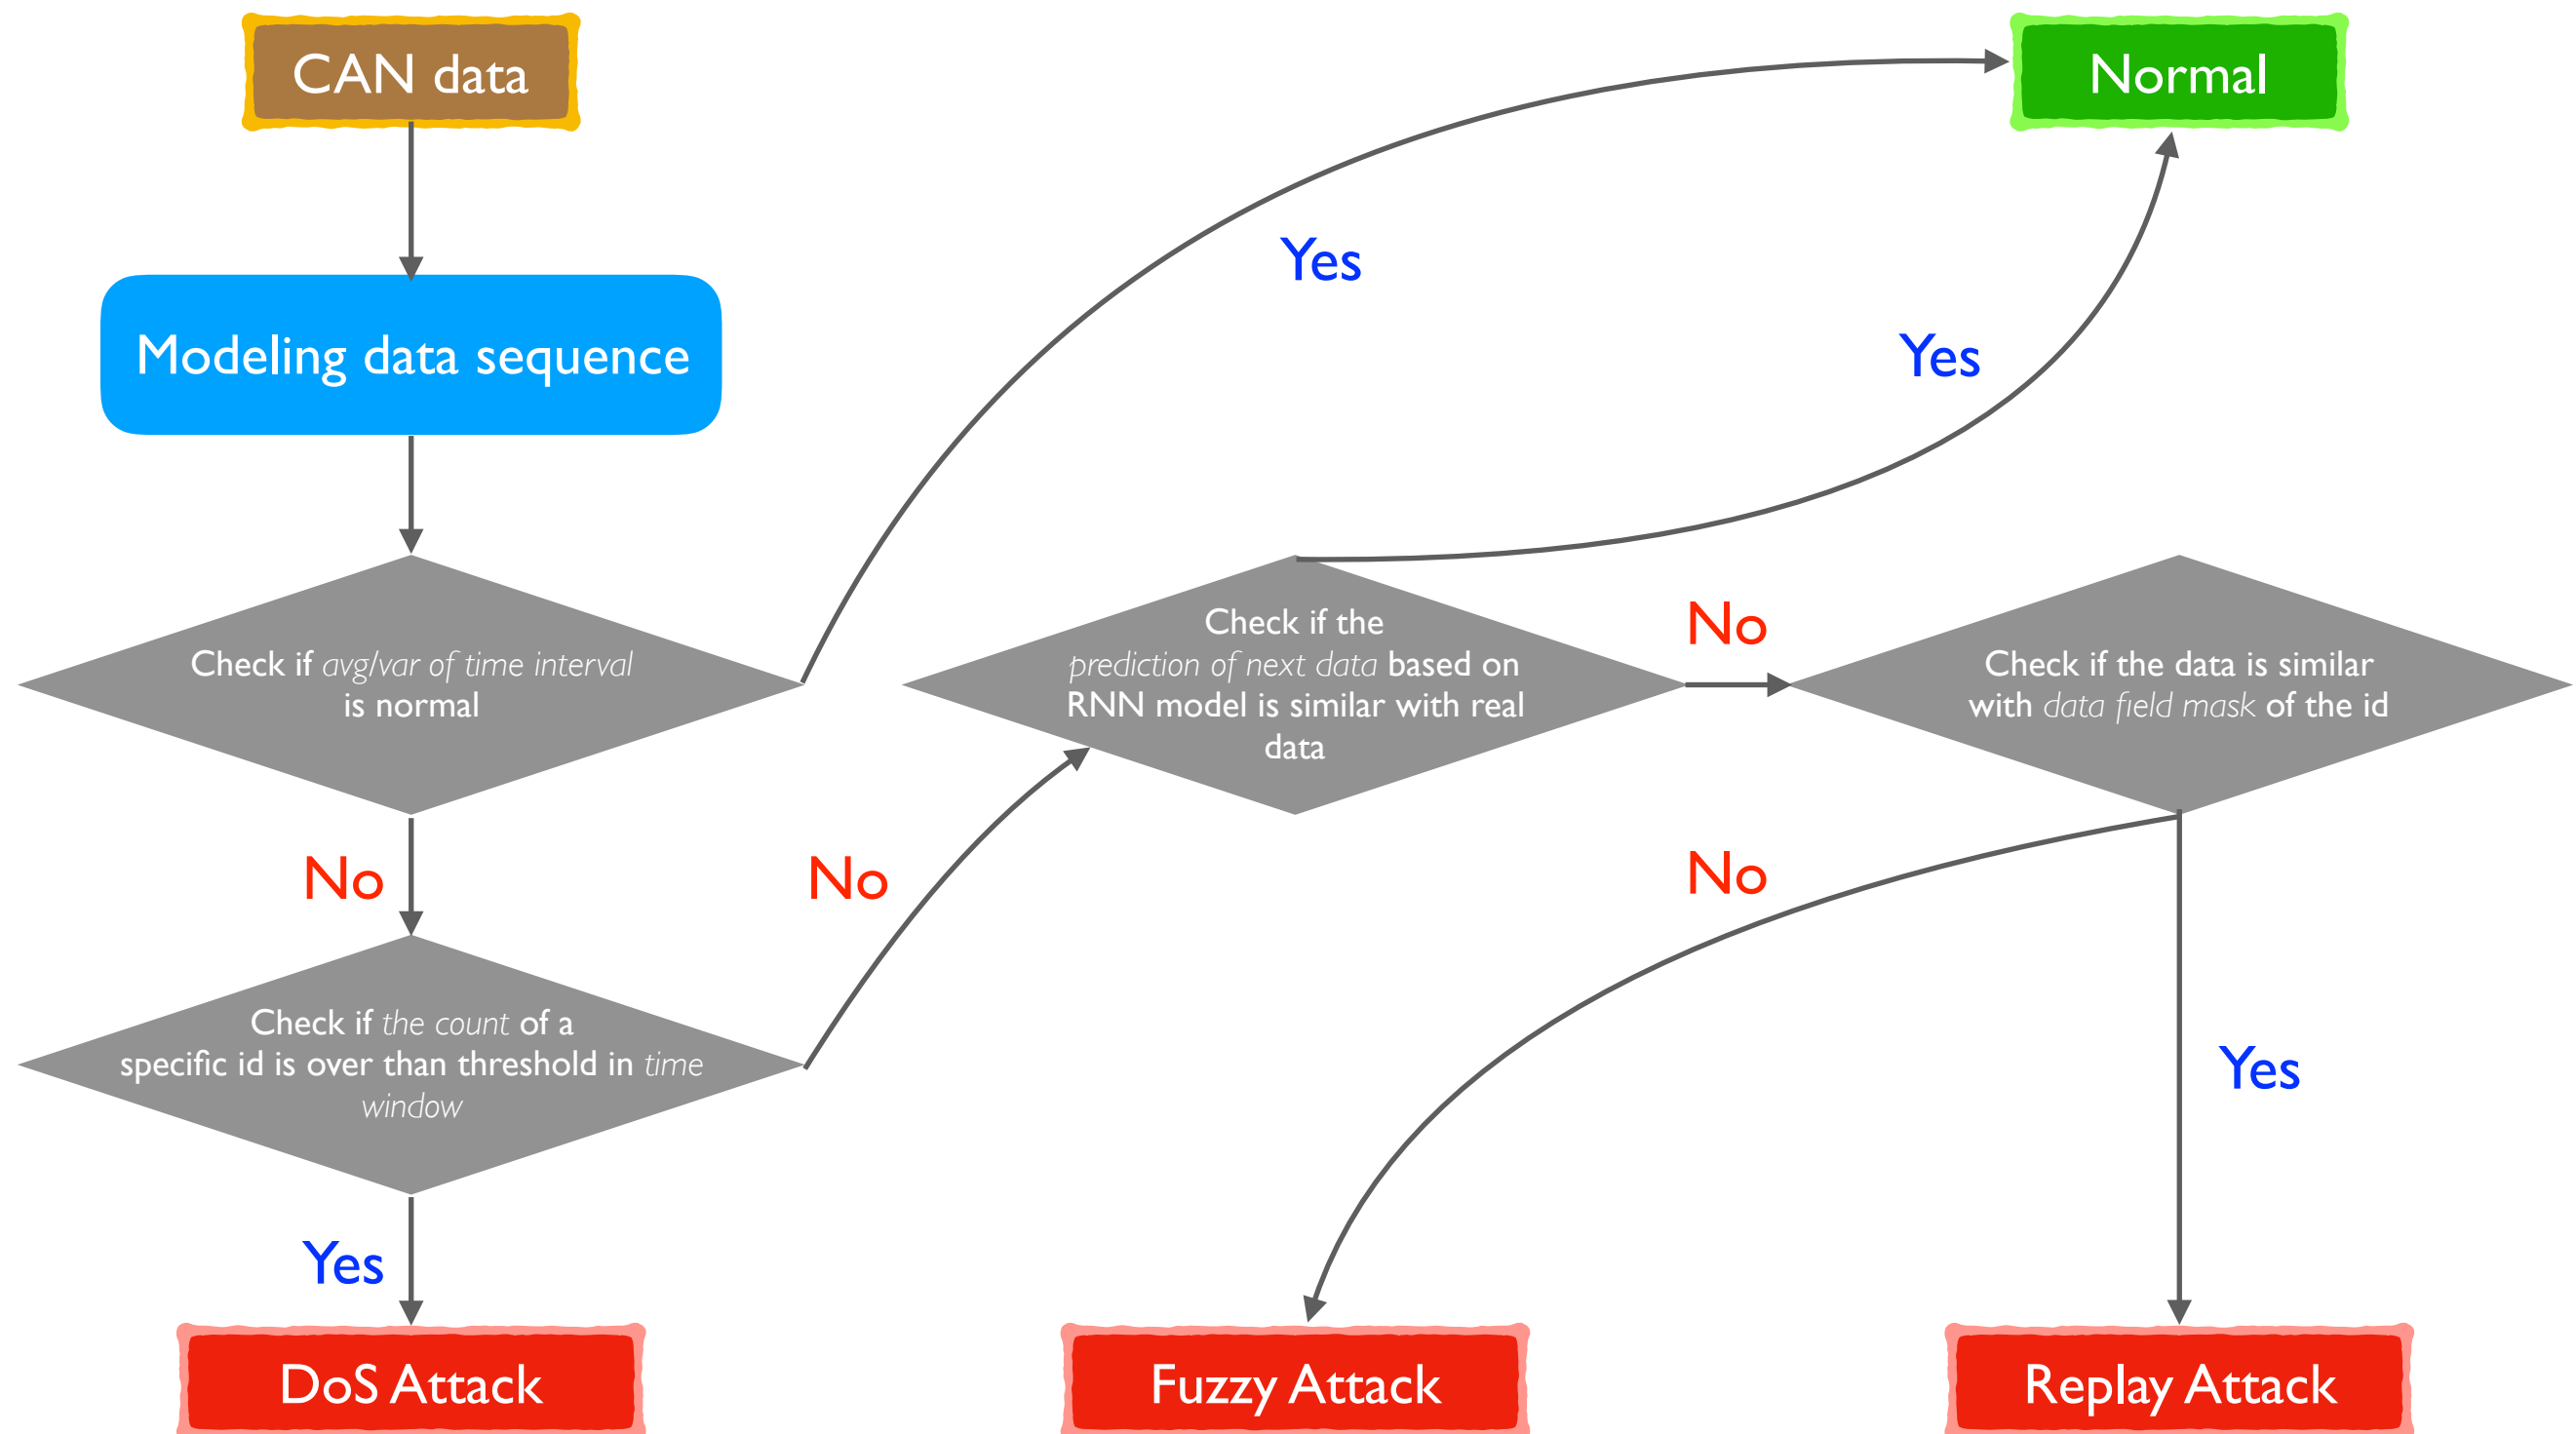 CAN data
Normal
Yes
Modeling data sequence
Yes
Check if avg/var of time interval
is normal
Check if the
prediction of next data based on
RNN model is similar with real
data
No
Check if the data is similar
with data field mask of the id
No
No
No
Check if the count of a
specific id is over than threshold in time
window
Yes
Yes
DoS Attack
Fuzzy Attack
Replay Attack